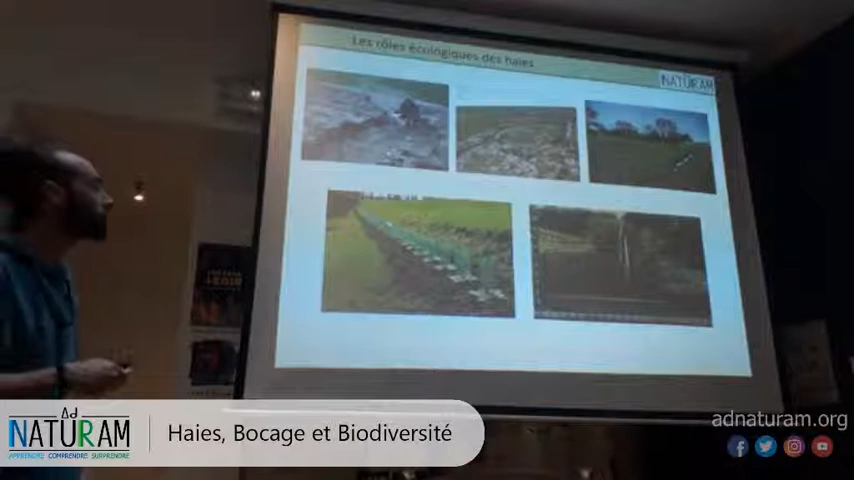 Les rôles écologiques des haies
NATURAM
Ad
NATURAM
APPRENDRE COMPRENDRE SURPRENDRE
Haies, Bocage et Biodiversité
adnaturam.org